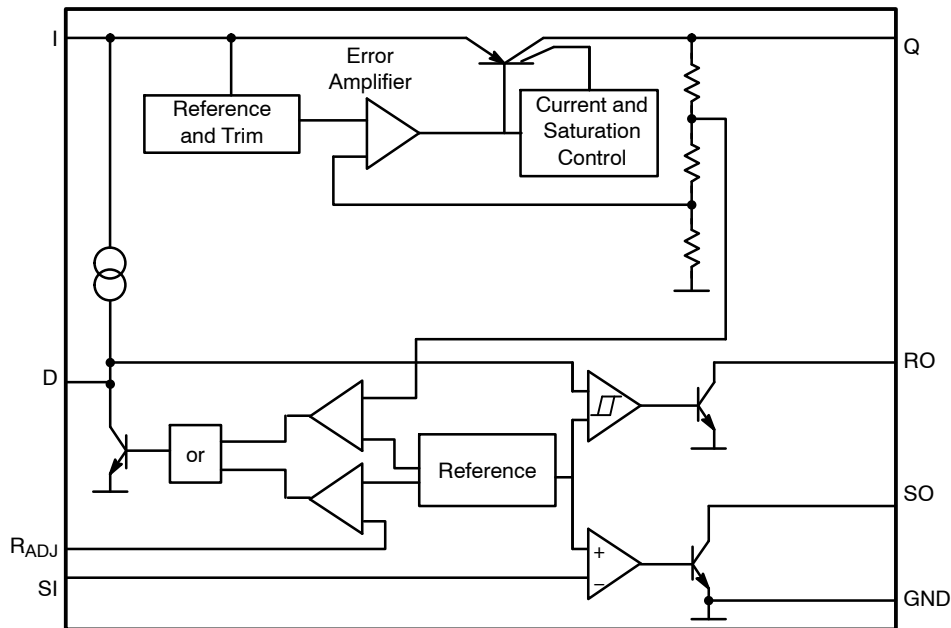 I
Q
Error
Amplifier
Reference
and Trim
Current and
Saturation
Control
D
RO
or
Reference
SO
RADJ
+
SI
−
GND